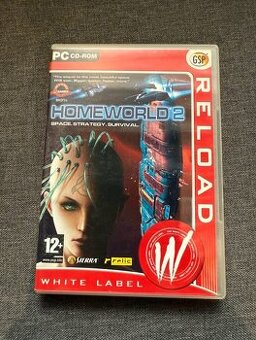 PC CD-ROM
GSP
RELOAD
HOMEWORLD 2
SPACE. STRATEGY. SURVIVAL.
12+
SIERRA
relic
W
WHITE LABEL